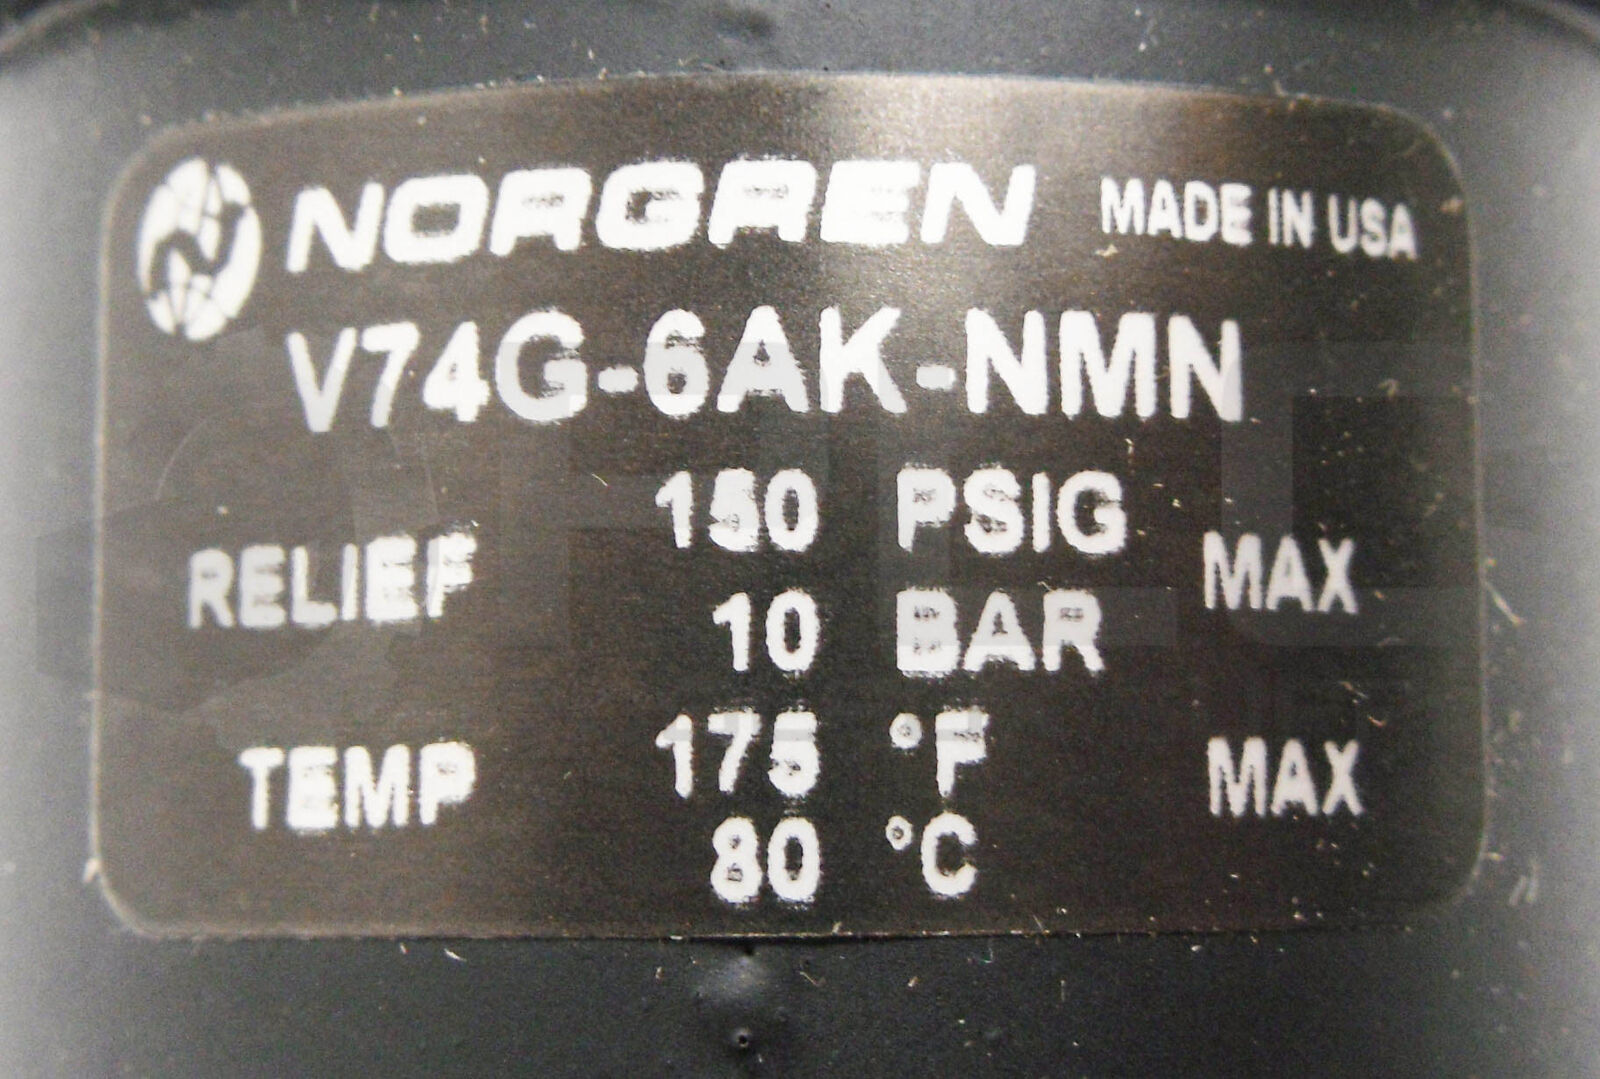 NORGREN MADE IN USA
V74G-6AK-NMN
150 PSIG
RELIEF MAX
10 BAR
175 °F
TEMP MAX
80 °C